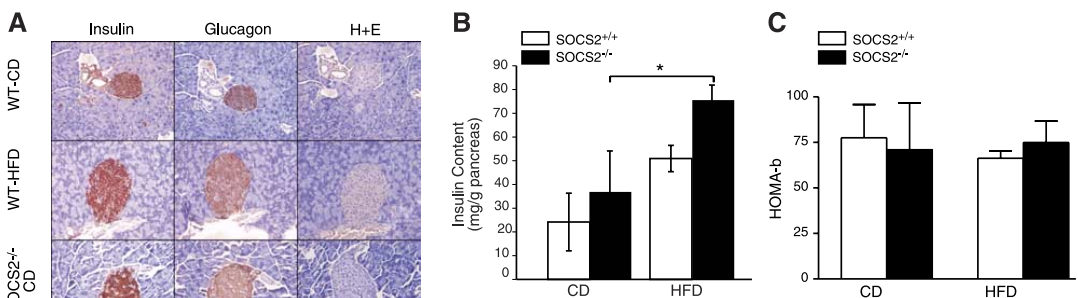 A
Insulin Glucagon H+E
WT-CD
WT-HFD
SOCS2-/-
CD
B
SOCS2+/+
SOCS2-/-
*
90
80
70
60
50
40
30
20
10
0
Insulin Content
(mg/g pancreas)
CD HFD
C
SOCS2+/+
SOCS2-/-
100
75
50
25
0
HOMA-b
CD HFD